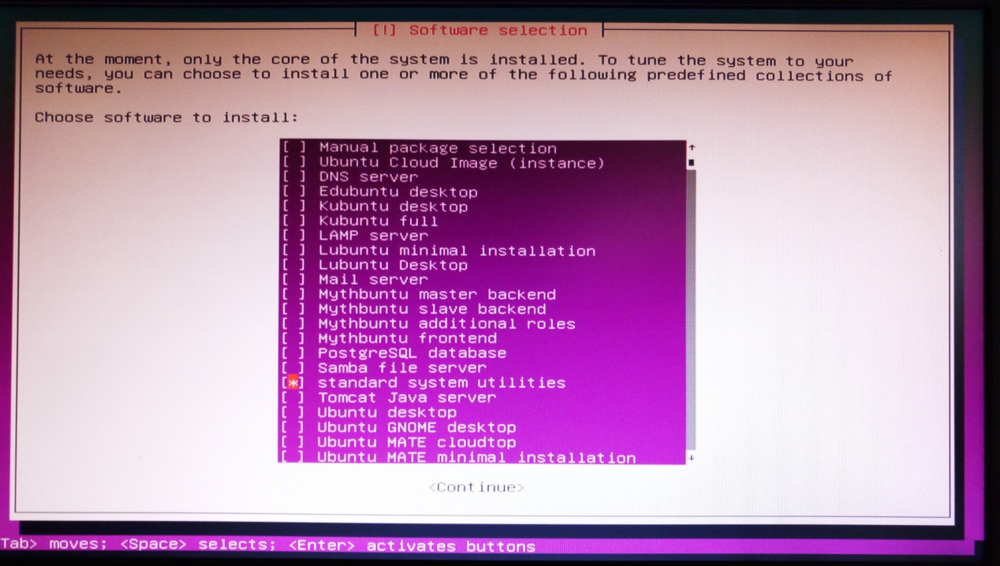 [!] Software selection
At the moment, only the core of the system is installed. To tune the system to your
needs, you can choose to install one or more of the following predefined collections of
software.
Choose software to install:
[ ] Manual package selection
[ ] Ubuntu Cloud Image (instance)
[ ] DNS server
[ ] Edubuntu desktop
[ ] Kubuntu desktop
[ ] Kubuntu full
[ ] LAMP server
[ ] Lubuntu minimal installation
[ ] Lubuntu Desktop
[ ] Mail server
[ ] Mythbuntu master backend
[ ] Mythbuntu slave backend
[ ] Mythbuntu additional roles
[ ] Mythbuntu frontend
[ ] PostgreSQL database
[ ] Samba file server
[*] standard system utilities
[ ] Tomcat Java server
[ ] Ubuntu desktop
[ ] Ubuntu GNOME desktop
[ ] Ubuntu MATE cloudtop
[ ] Ubuntu MATE minimal installation
<Continue>
Tab> moves; <Space> selects; <Enter> activates buttons